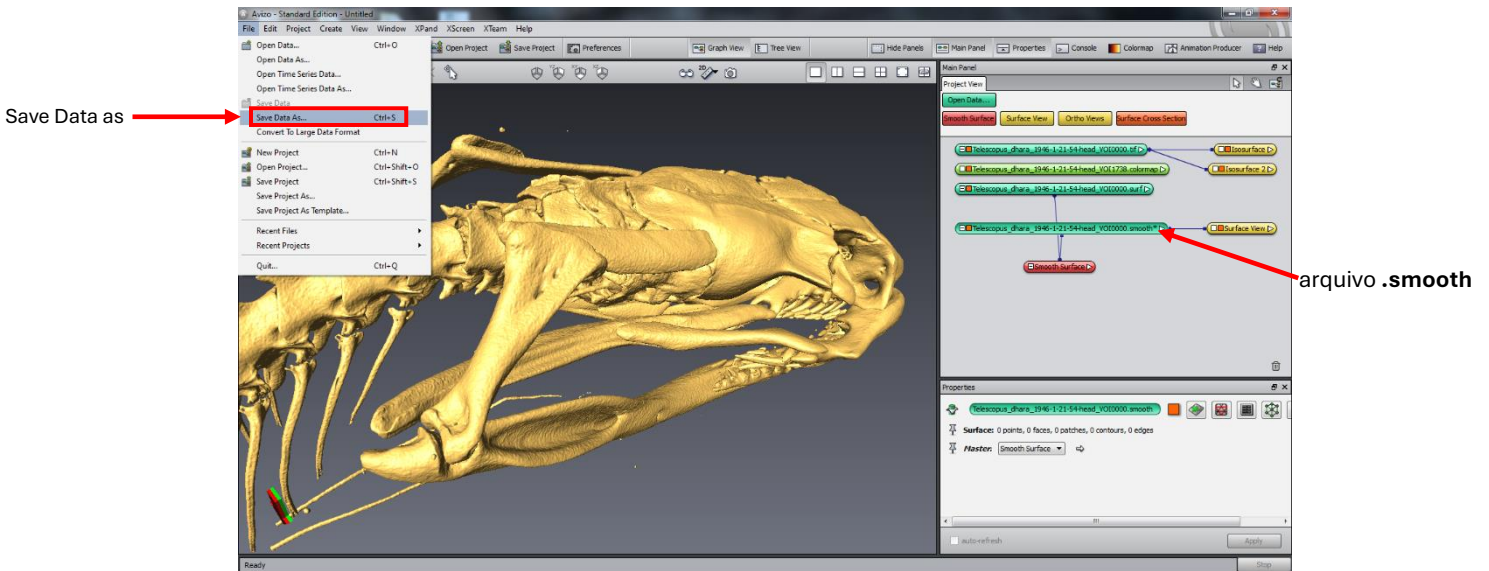 Avizo - Standard Edition - Untitled
File Edit Project Create View Window XPand XScreen XTeam Help
Open Data... Ctrl+O
Open Data As...
Open Time Series Data...
Open Time Series Data As...
Save Data
Save Data As... Ctrl+S
Convert To Large Data Format
New Project Ctrl+N
Open Project... Ctrl+Shift+O
Save Project Ctrl+Shift+S
Save Project As...
Save Project As Template...
Recent Files
Recent Projects
Quit... Ctrl+Q
Save Data as
Open Project Save Project Preferences Graph View Tree View Hide Panels Main Panel Properties Console Colormap Animation Producer Help
2D
Main Panel
Project View
Open Data...
Smooth Surface Surface View Ortho Views Surface Cross Section
Telescopus_dhara_1946-1-21-54-head_VOI0000.tif Isosurface
Telescopus_dhara_1946-1-21-54-head_VOI1738.colormap Isosurface 2
Telescopus_dhara_1946-1-21-54-head_VOI0000.surf
Telescopus_dhara_1946-1-21-54-head_VOI0000.smooth* Surface View
Smooth Surface
arquivo .smooth
Properties
Telescopus_dhara_1946-1-21-54-head_VOI0000.smooth
Surface: 0 points, 0 faces, 0 patches, 0 contours, 0 edges
Master: Smooth Surface
auto-refresh Apply
Ready Stop